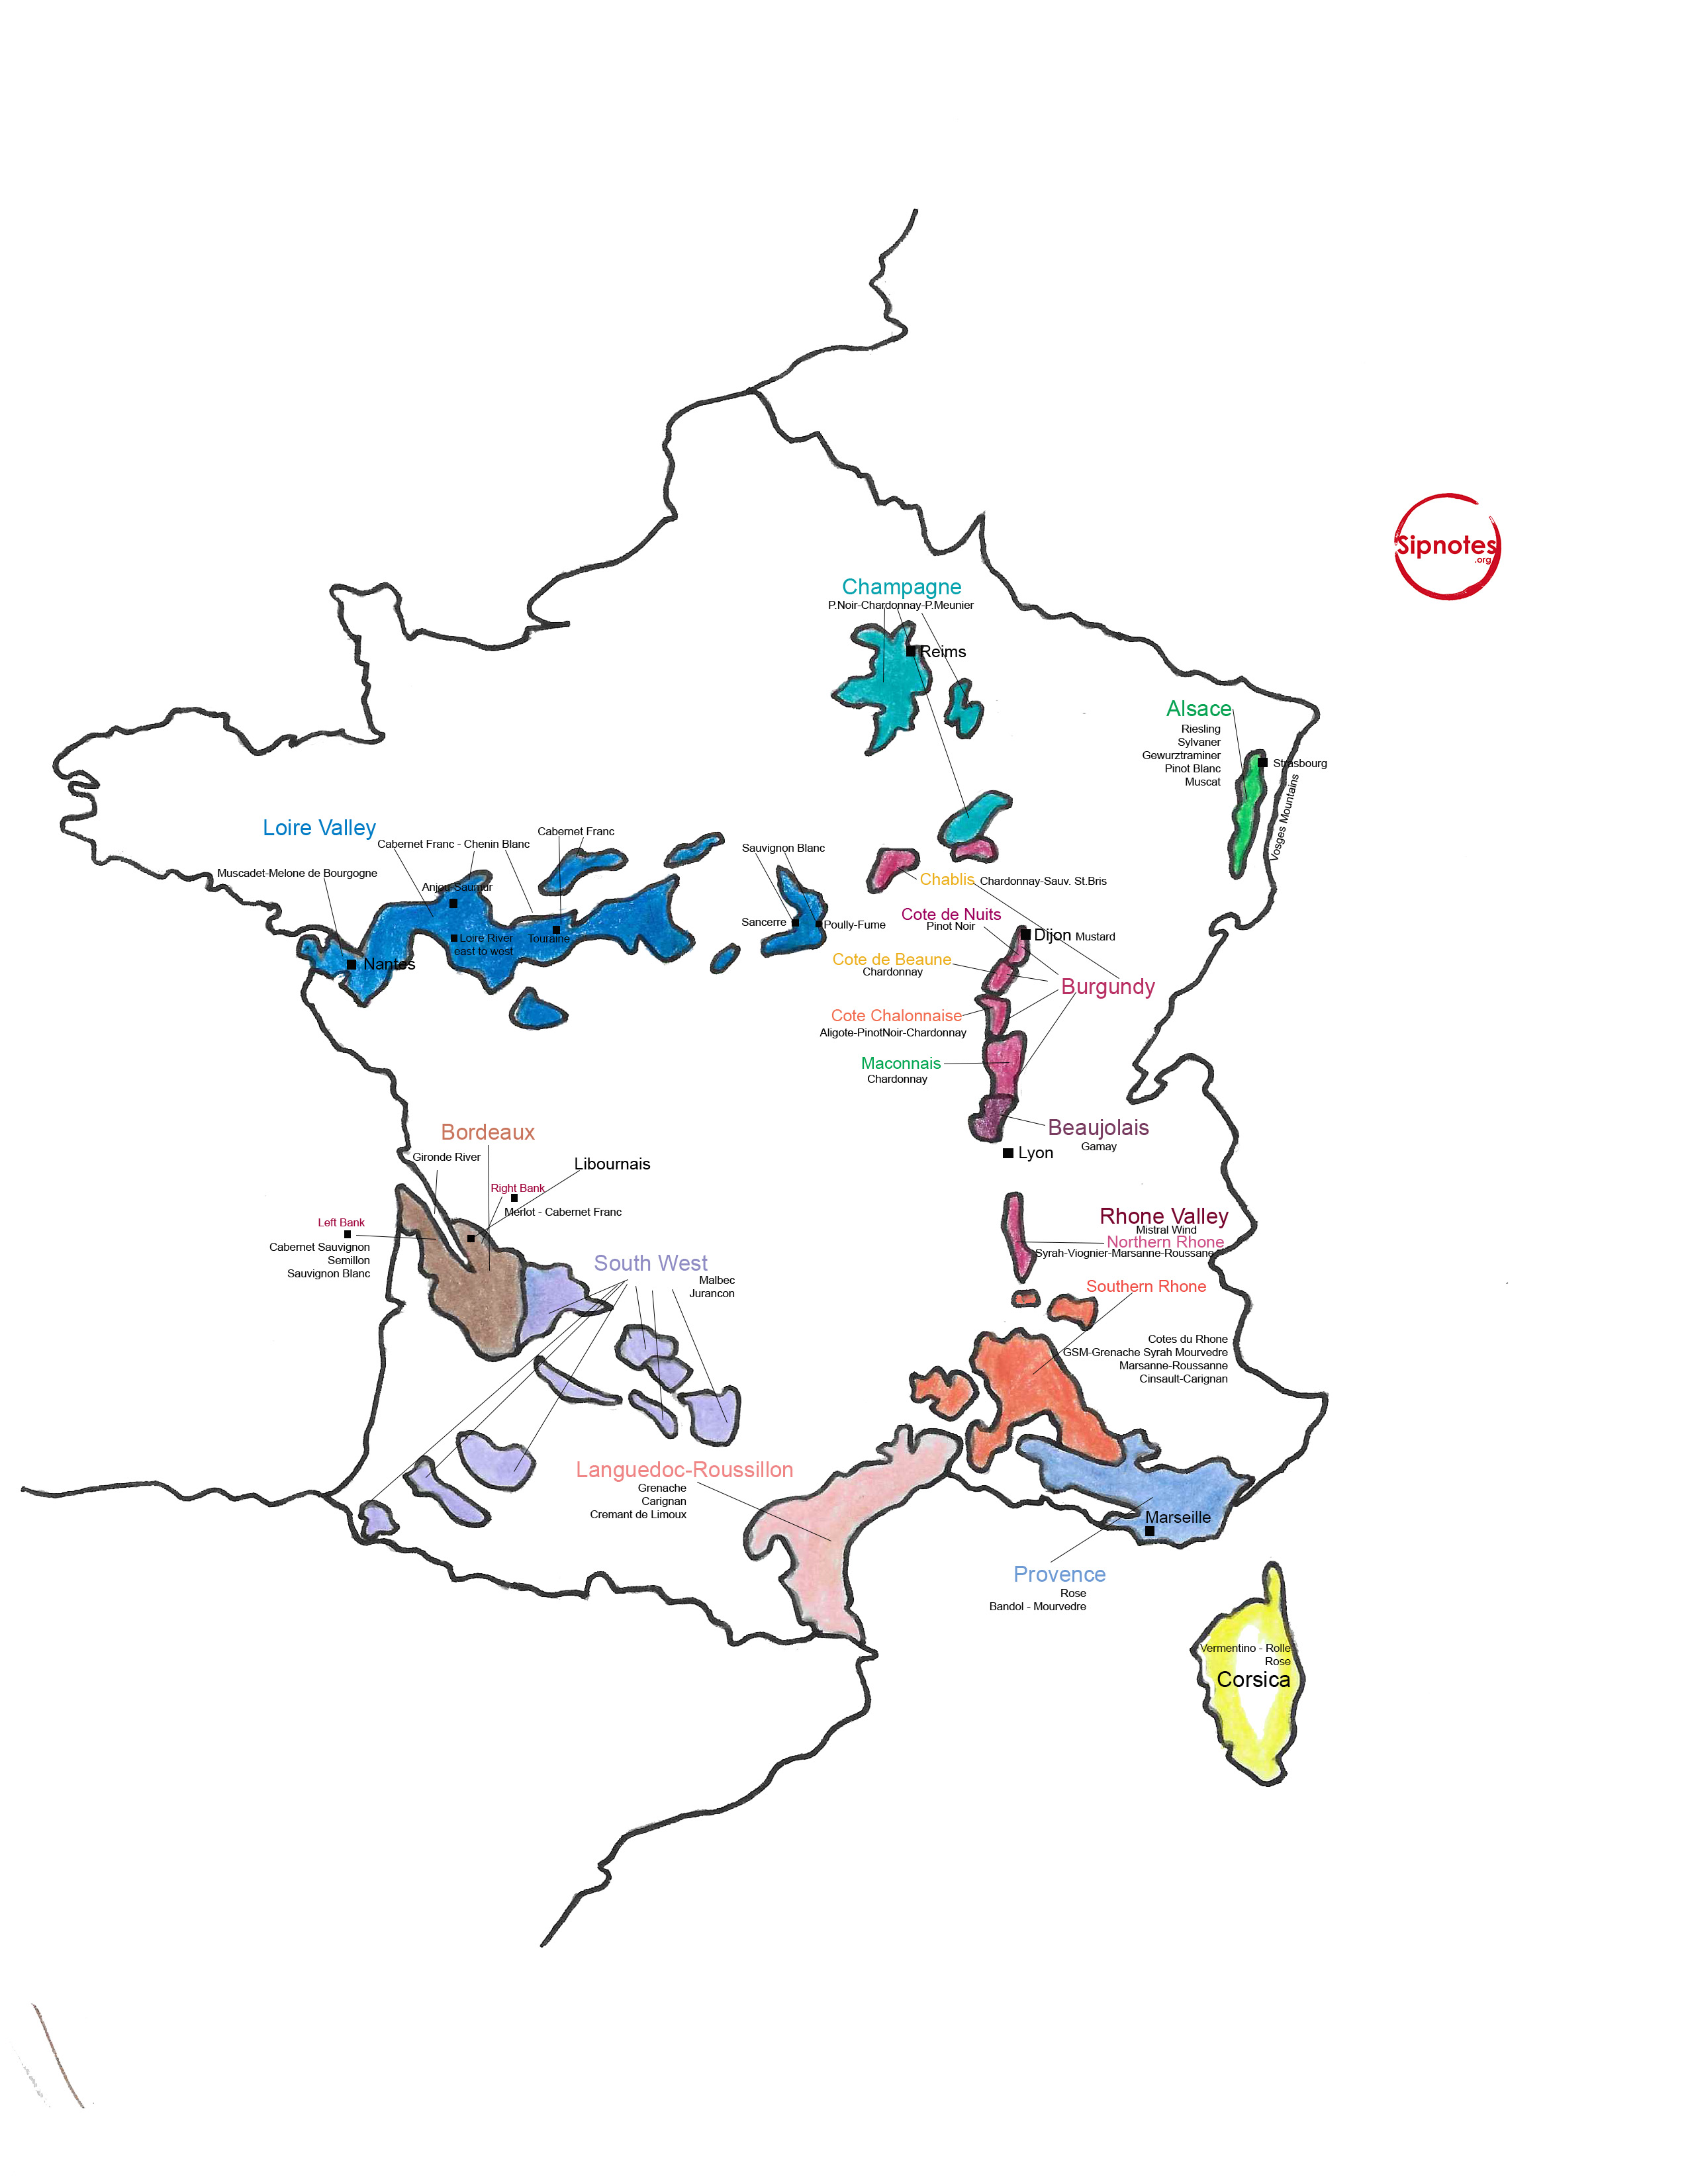 Sipnotes
.org
Champagne
P.Noir-Chardonnay-P.Meunier
Reims
Alsace
Riesling
Sylvaner
Gewurztraminer
Pinot Blanc
Muscat
Strasbourg
Vosges Mountains
Loire Valley
Cabernet Franc
Cabernet Franc - Chenin Blanc
Muscadet-Melone de Bourgogne
Anjou-Saumur
Loire River
east to west
Touraine
Nantes
Sauvignon Blanc
Sancerre
Poully-Fume
Chablis
Chardonnay-Sauv. St.Bris
Cote de Nuits
Pinot Noir
Dijon Mustard
Cote de Beaune
Chardonnay
Burgundy
Cote Chalonnaise
Aligote-PinotNoir-Chardonnay
Maconnais
Chardonnay
Beaujolais
Gamay
Lyon
Bordeaux
Gironde River
Libournais
Right Bank
Merlot - Cabernet Franc
Left Bank
Cabernet Sauvignon
Semillon
Sauvignon Blanc
South West
Malbec
Jurancon
Rhone Valley
Mistral Wind
Northern Rhone
Syrah-Viognier-Marsanne-Roussane
Southern Rhone
Cotes du Rhone
GSM-Grenache Syrah Mourvedre
Marsanne-Roussanne
Cinsault-Carignan
Languedoc-Roussillon
Grenache
Carignan
Cremant de Limoux
Marseille
Provence
Rose
Bandol - Mourvedre
Vermentino - Rolle
Rose
Corsica